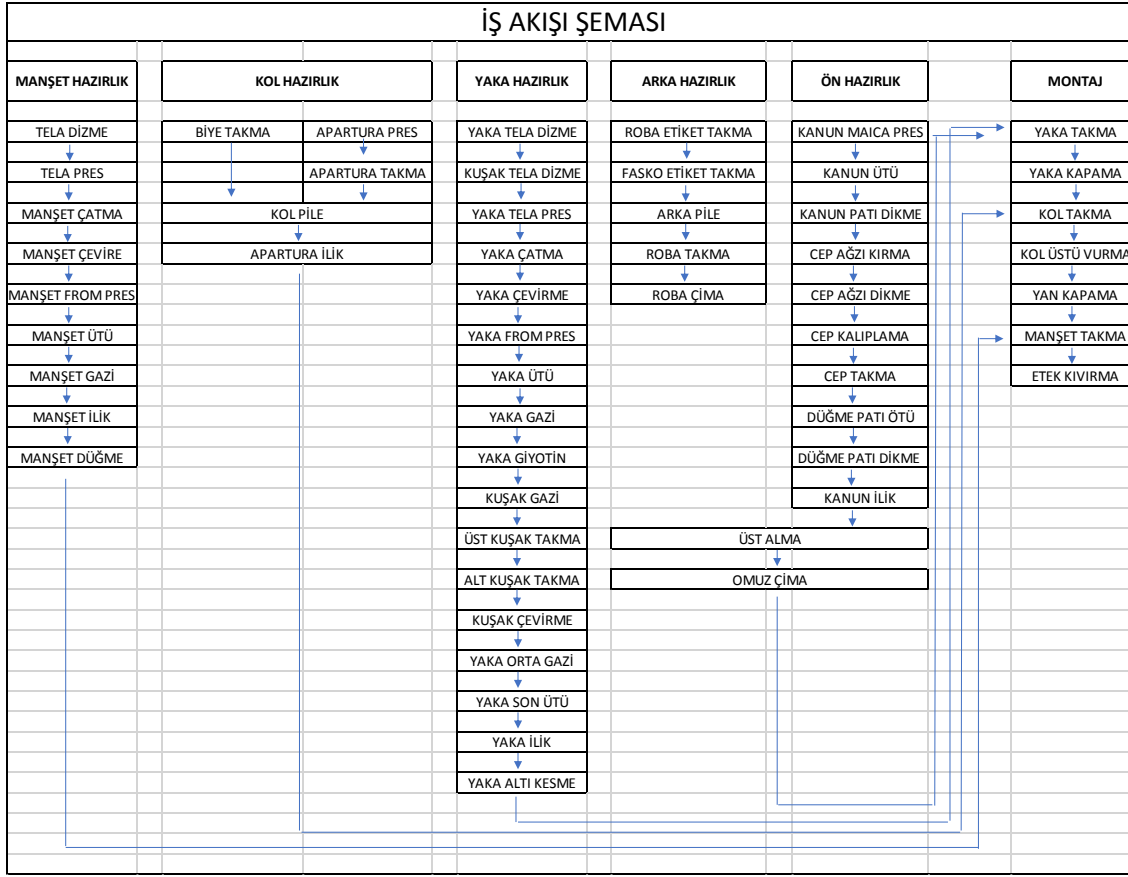 İŞ AKIŞI ŞEMASI
MANŞET HAZIRLIK
KOL HAZIRLIK
YAKA HAZIRLIK
ARKA HAZIRLIK
ÖN HAZIRLIK
MONTAJ
TELA DİZME
TELA PRES
MANŞET ÇATMA
MANŞET ÇEVİRE
MANŞET FROM PRES
MANŞET ÜTÜ
MANŞET GAZİ
MANŞET İLİK
MANŞET DÜĞME
BİYE TAKMA
APARTURA PRES
APARTURA TAKMA
KOL PİLE
APARTURA İLİK
YAKA TELA DİZME
KUŞAK TELA DİZME
YAKA TELA PRES
YAKA ÇATMA
YAKA ÇEVİRME
YAKA FROM PRES
YAKA ÜTÜ
YAKA GAZİ
YAKA GİYOTİN
KUŞAK GAZİ
ÜST KUŞAK TAKMA
ALT KUŞAK TAKMA
KUŞAK ÇEVİRME
YAKA ORTA GAZİ
YAKA SON ÜTÜ
YAKA İLİK
YAKA ALTI KESME
ROBA ETİKET TAKMA
FASKO ETİKET TAKMA
ARKA PİLE
ROBA TAKMA
ROBA ÇİMA
KANUN MAICA PRES
KANUN ÜTÜ
KANUN PATI DİKME
CEP AĞZI KIRMA
CEP AĞZI DİKME
CEP KALIPLAMA
CEP TAKMA
DÜĞME PATI ÖTÜ
DÜĞME PATI DİKME
KANUN İLİK
ÜST ALMA
OMUZ ÇİMA
YAKA TAKMA
YAKA KAPAMA
KOL TAKMA
KOL ÜSTÜ VURMA
YAN KAPAMA
MANŞET TAKMA
ETEK KIVIRMA